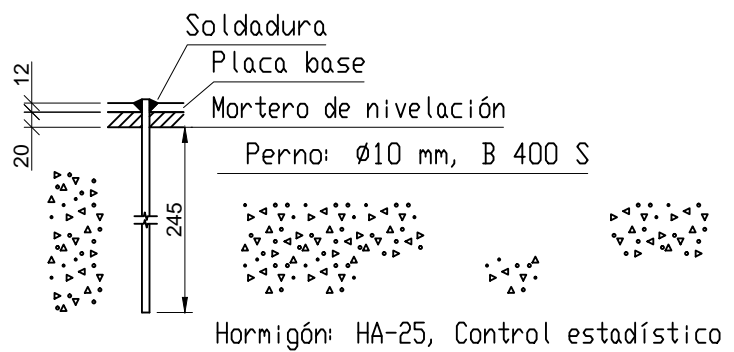 Soldadura
Placa base
Mortero de nivelación
Perno: Ø10 mm, B 400 S
12
20
245
Hormigón: HA-25, Control estadístico